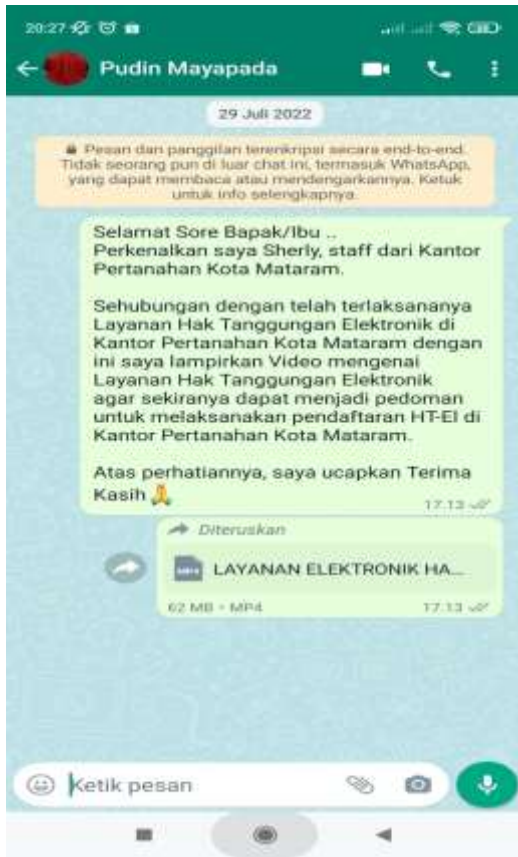 20:27
Pudin Mayapada
29 Juli 2022
Pesan dan panggilan terenkripsi secara end-to-end.
Tidak seorang pun di luar chat ini, termasuk WhatsApp,
yang dapat membaca atau mendengarkannya. Ketuk
untuk info selengkapnya.
Selamat Sore Bapak/Ibu ..
Perkenalkan saya Sherly, staff dari Kantor
Pertanahan Kota Mataram.
Sehubungan dengan telah terlaksananya
Layanan Hak Tanggungan Elektronik di
Kantor Pertanahan Kota Mataram dengan
ini saya lampirkan Video mengenai
Layanan Hak Tanggungan Elektronik
agar sekiranya dapat menjadi pedoman
untuk melaksanakan pendaftaran HT-El di
Kantor Pertanahan Kota Mataram.
Atas perhatiannya, saya ucapkan Terima
Kasih 🙏
17.13
Diteruskan
LAYANAN ELEKTRONIK HA...
62 MB • MP4 17.13
Ketik pesan